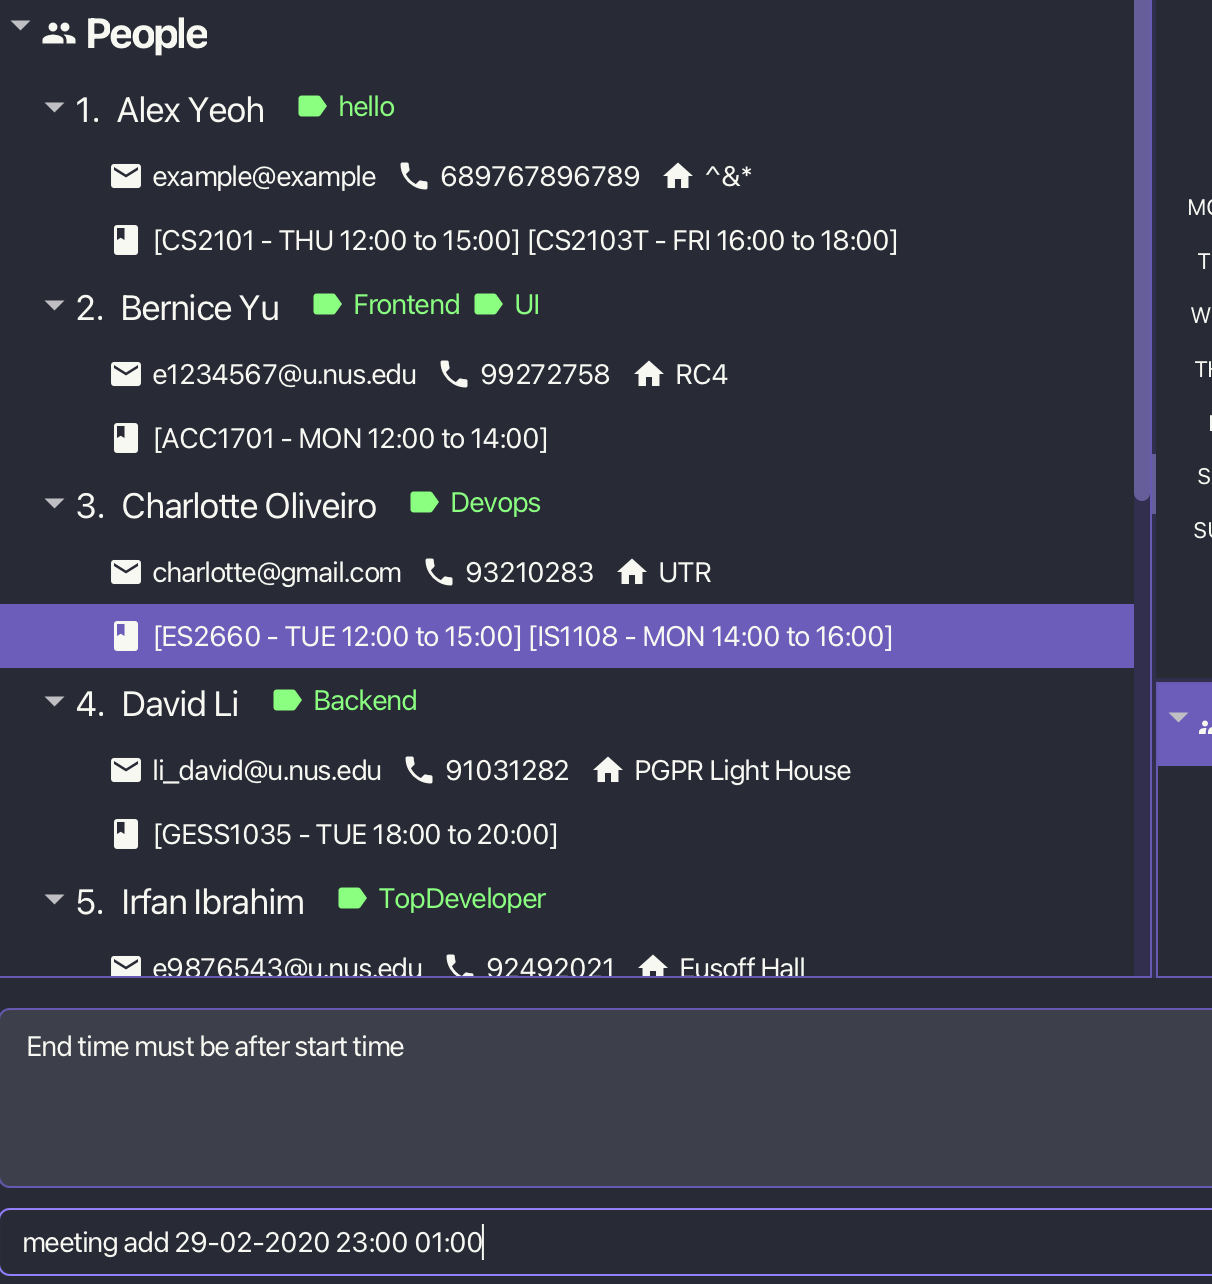 People
1. Alex Yeoh hello
example@example 689767896789 ^&*
[CS2101 - THU 12:00 to 15:00] [CS2103T - FRI 16:00 to 18:00]
2. Bernice Yu Frontend UI
e1234567@u.nus.edu 99272758 RC4
[ACC1701 - MON 12:00 to 14:00]
3. Charlotte Oliveiro Devops
charlotte@gmail.com 93210283 UTR
[ES2660 - TUE 12:00 to 15:00] [IS1108 - MON 14:00 to 16:00]
4. David Li Backend
li_david@u.nus.edu 91031282 PGPR Light House
[GESS1035 - TUE 18:00 to 20:00]
5. Irfan Ibrahim TopDeveloper
e9876543@u.nus.edu 92492021 Eusoff Hall
End time must be after start time
meeting add 29-02-2020 23:00 01:00